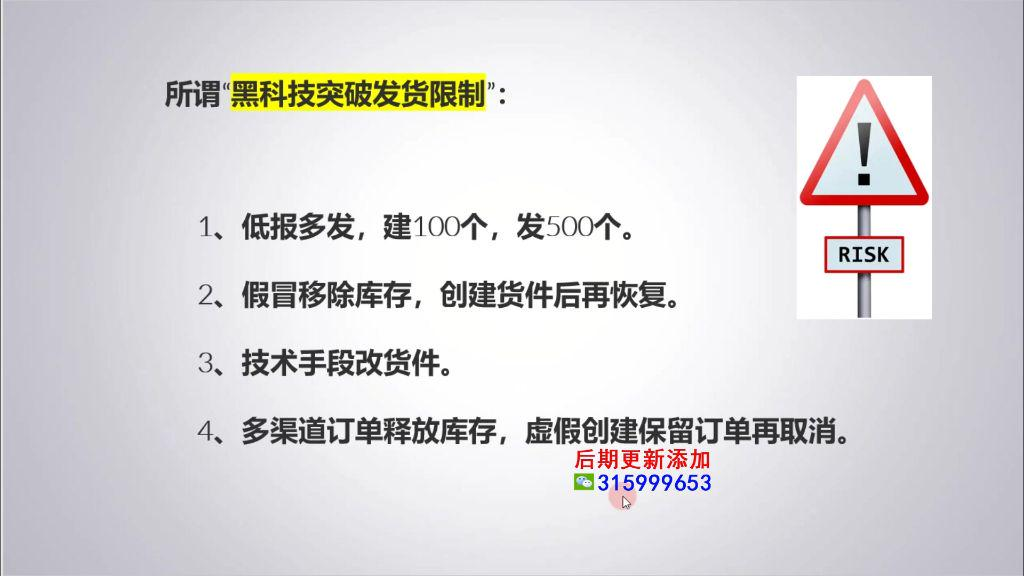 所谓“黑科技突破发货限制”：
1、低报多发，建100个，发500个。
2、假冒移除库存，创建货件后再恢复。
3、技术手段改货件。
4、多渠道订单释放库存，虚假创建保留订单再取消。
RISK
后期更新添加
315999653